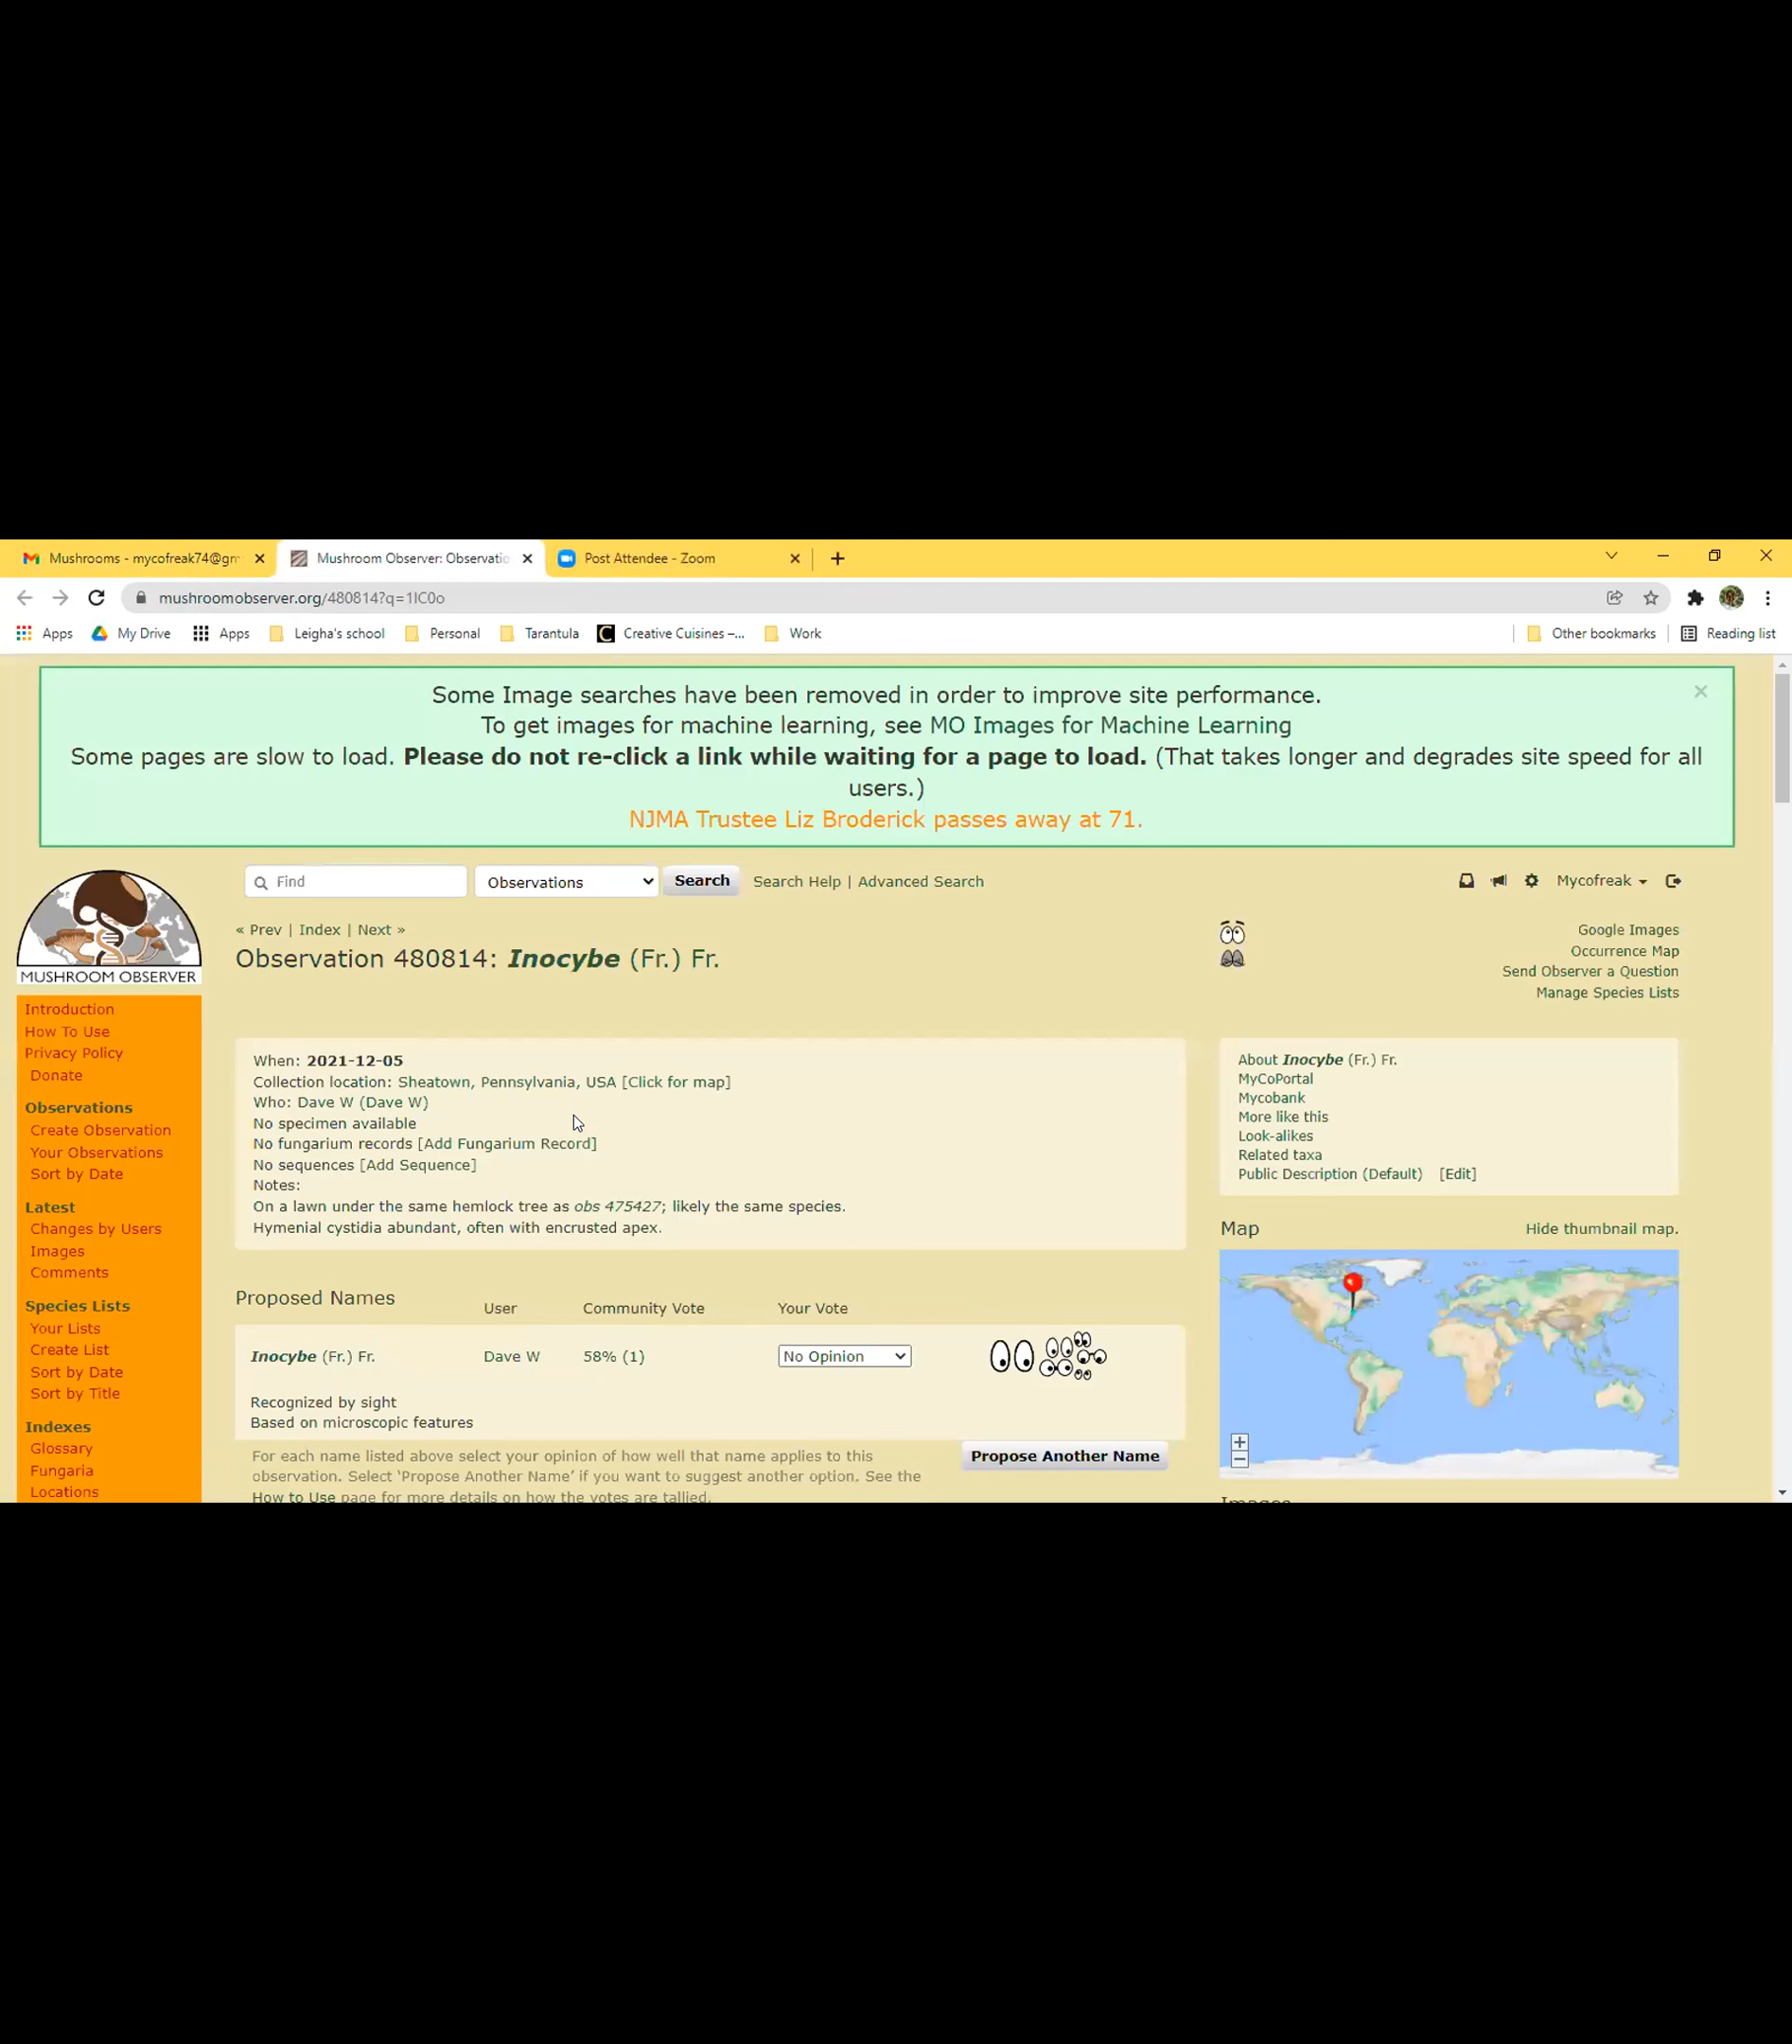 Mushrooms - mycofreak74@gm
Mushroom Observer: Observatio
Post Attendee - Zoom
mushroomobserver.org/480814?q=1lC0o
Apps
My Drive
Apps
Leigha's school
Personal
Tarantula
Creative Cuisines –...
Work
Other bookmarks
Reading list
Some Image searches have been removed in order to improve site performance.
To get images for machine learning, see MO Images for Machine Learning
Some pages are slow to load. Please do not re-click a link while waiting for a page to load. (That takes longer and degrades site speed for all
users.)
NJMA Trustee Liz Broderick passes away at 71.
MUSHROOM OBSERVER
Find
Observations
Search
Search Help | Advanced Search
Mycofreak
« Prev | Index | Next »
Observation 480814: Inocybe (Fr.) Fr.
Google Images
Occurrence Map
Send Observer a Question
Manage Species Lists
Introduction
How To Use
Privacy Policy
Donate
Observations
Create Observation
Your Observations
Sort by Date
Latest
Changes by Users
Images
Comments
Species Lists
Your Lists
Create List
Sort by Date
Sort by Title
Indexes
Glossary
Fungaria
Locations
When: 2021-12-05
Collection location: Sheatown, Pennsylvania, USA [Click for map]
Who: Dave W (Dave W)
No specimen available
No fungarium records [Add Fungarium Record]
No sequences [Add Sequence]
Notes:
On a lawn under the same hemlock tree as obs 475427; likely the same species.
Hymenial cystidia abundant, often with encrusted apex.
Proposed Names
User
Community Vote
Your Vote
Inocybe (Fr.) Fr.
Dave W
58% (1)
No Opinion
Recognized by sight
Based on microscopic features
For each name listed above select your opinion of how well that name applies to this
observation. Select ‘Propose Another Name’ if you want to suggest another option. See the
How to Use page for more details on how the votes are tallied.
Propose Another Name
About Inocybe (Fr.) Fr.
MyCoPortal
Mycobank
More like this
Look-alikes
Related taxa
Public Description (Default) [Edit]
Map
Hide thumbnail map.
+
−
Images